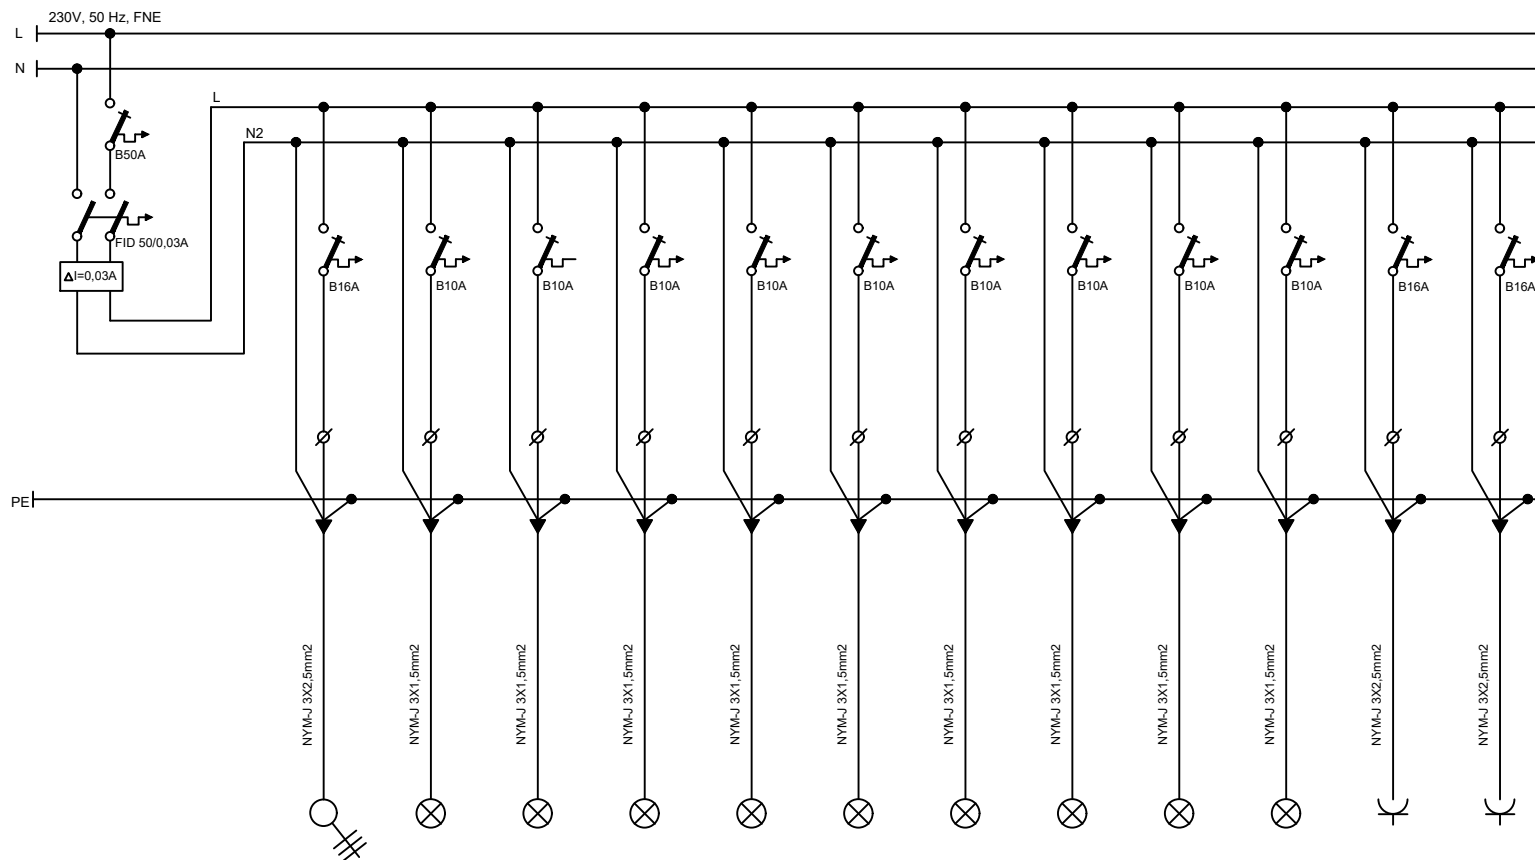 230V, 50 Hz, FNE
L
N
L
N2
B50A
FID 50/0,03A
ΔI=0,03A
B16A
B10A
B10A
B10A
B10A
B10A
B10A
B10A
B10A
B10A
B16A
B16A
PE
NYM-J 3X2,5mm2
NYM-J 3X1,5mm2
NYM-J 3X1,5mm2
NYM-J 3X1,5mm2
NYM-J 3X1,5mm2
NYM-J 3X1,5mm2
NYM-J 3X1,5mm2
NYM-J 3X1,5mm2
NYM-J 3X1,5mm2
NYM-J 3X1,5mm2
NYM-J 3X2,5mm2
NYM-J 3X2,5mm2